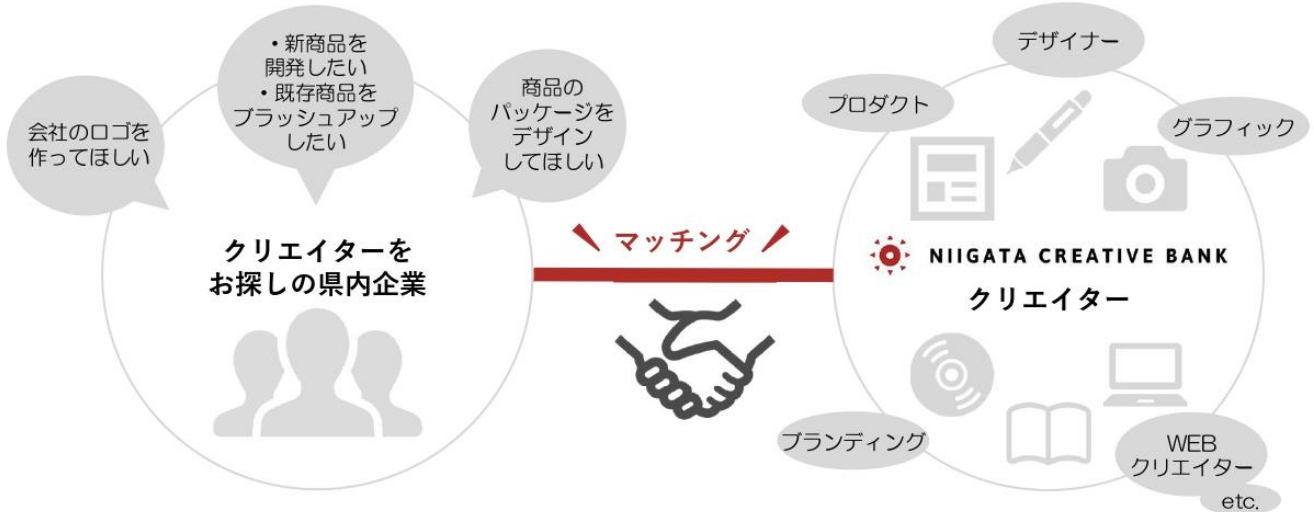 会社のロゴを
作ってほしい
・新商品を
開発したい
・既存商品を
ブラッシュアップ
したい
商品の
パッケージを
デザイン
してほしい
クリエイターを
お探しの県内企業
マッチング
デザイナー
プロダクト
グラフィック
NIIGATA CREATIVE BANK
クリエイター
ブランディング
WEB
クリエイター
etc.